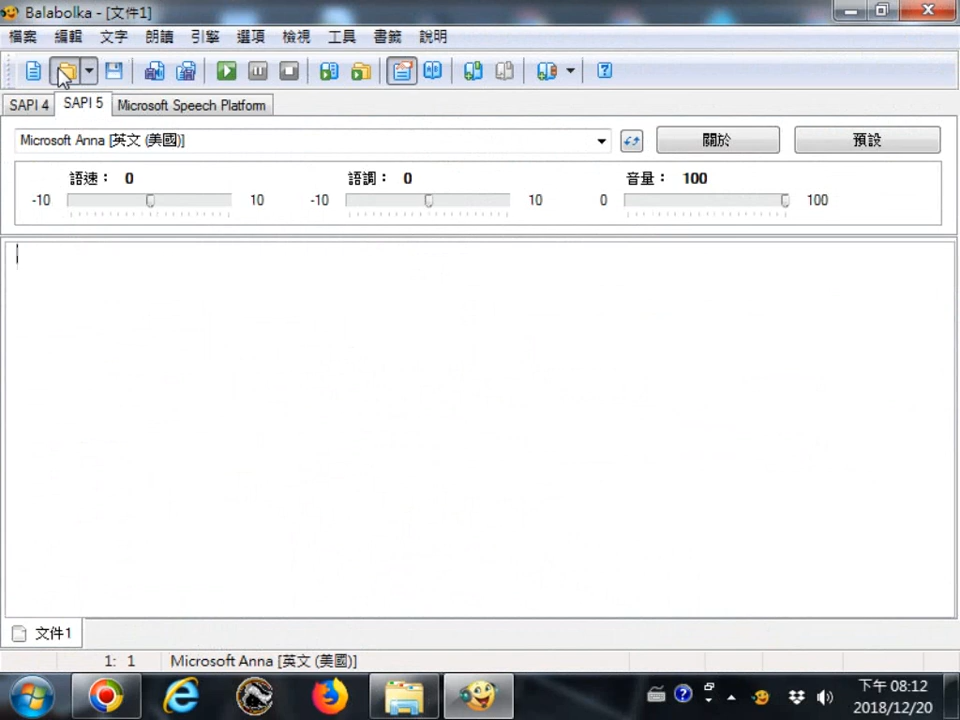 Balabolka - [文件1]
檔案 編輯 文字 朗讀 引擎 選項 檢視 工具 書籤 說明
SAPI 4 SAPI 5 Microsoft Speech Platform
Microsoft Anna [英文 (美國)] 關於 預設
語速： 0 語調： 0 音量： 100
-10 10 -10 10 0 100
文件1
1: 1 Microsoft Anna [英文 (美國)]
下午 08:12
2018/12/20